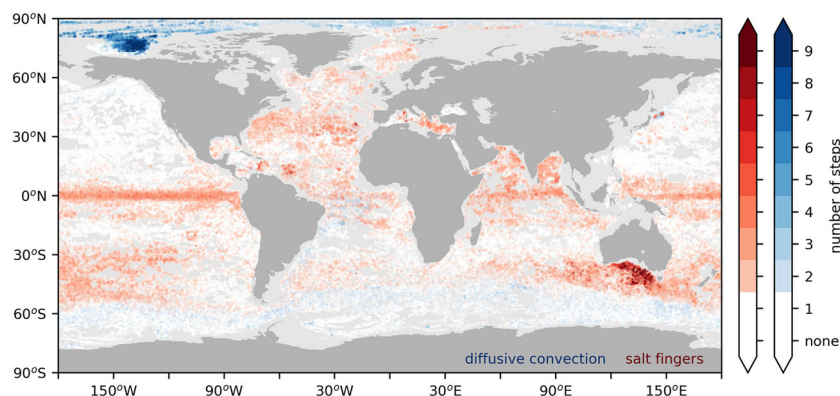 90°N
60°N
30°N
0°N
30°S
60°S
90°S
150°W
90°W
30°W
30°E
90°E
150°E
diffusive convection salt fingers
9
8
7
6
5
4
3
2
1
none
number of steps